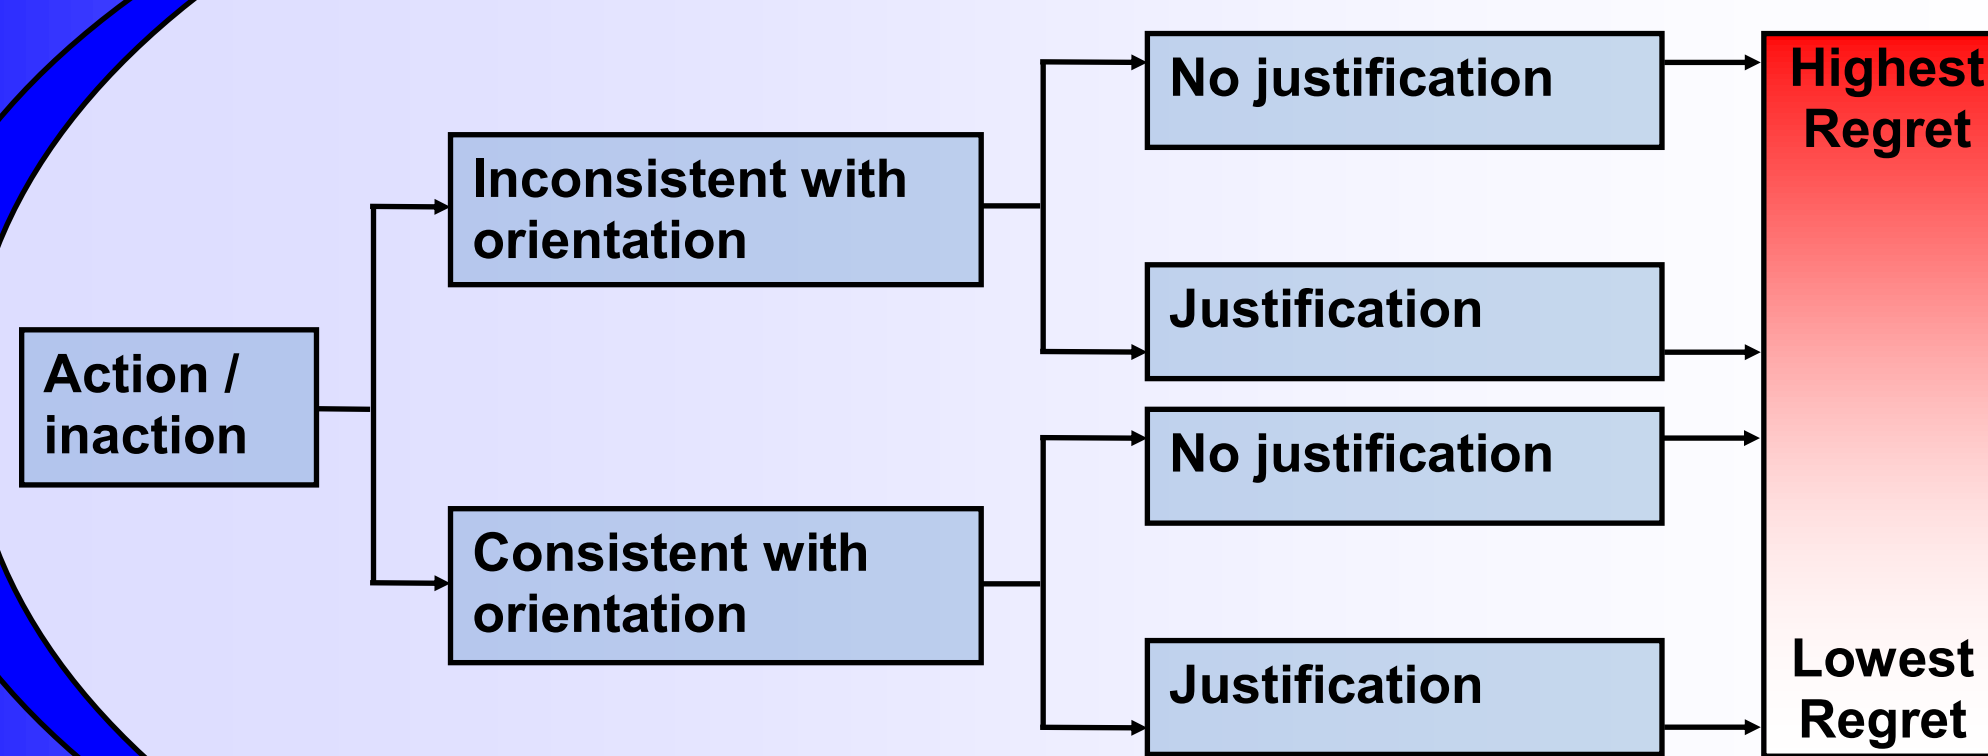 Action /
inaction
Inconsistent with
orientation
Consistent with
orientation
No justification
Justification
No justification
Justification
Highest
Regret
Lowest
Regret